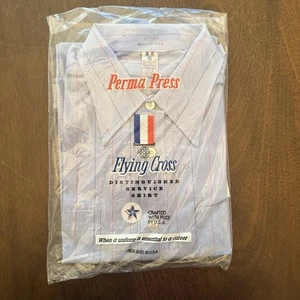 Perma Press
Flying Cross
DISTINGUISHED
SERVICE
SHIRT
CRAFTED
WITH PRIDE
IN U.S.A.
When a uniform is essential to a career